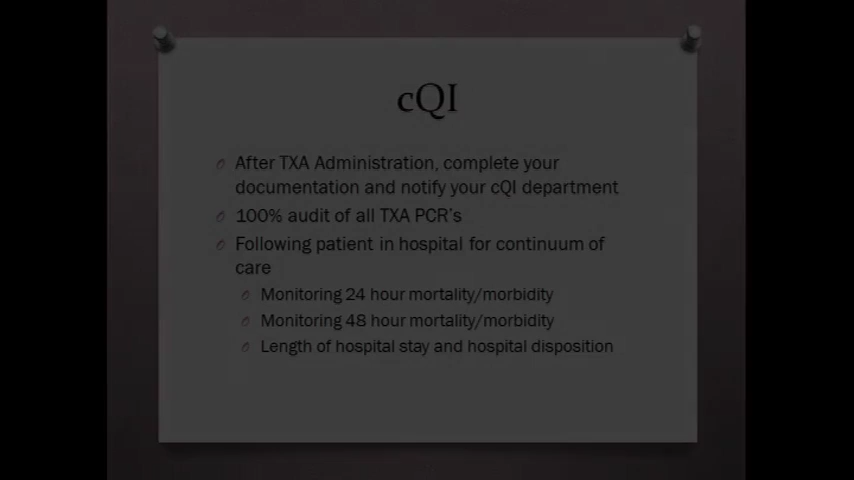 cQI
After TXA Administration, complete your
documentation and notify your cQI department
100% audit of all TXA PCR's
Following patient in hospital for continuum of
care
Monitoring 24 hour mortality/morbidity
Monitoring 48 hour mortality/morbidity
Length of hospital stay and hospital disposition